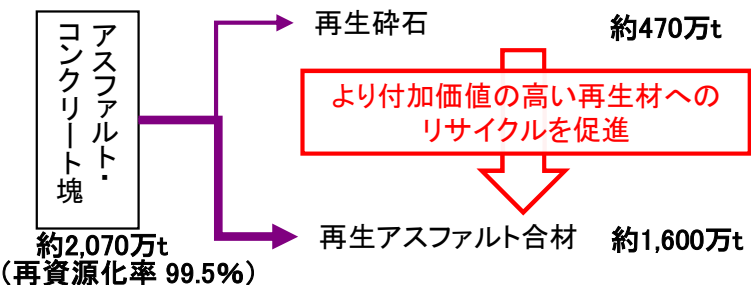 アスファルト・
コンクリート塊
約2,070万t
（再資源化率 99.5%）
再生砕石
約470万t
より付加価値の高い再生材への
リサイクルを促進
再生アスファルト合材
約1,600万t